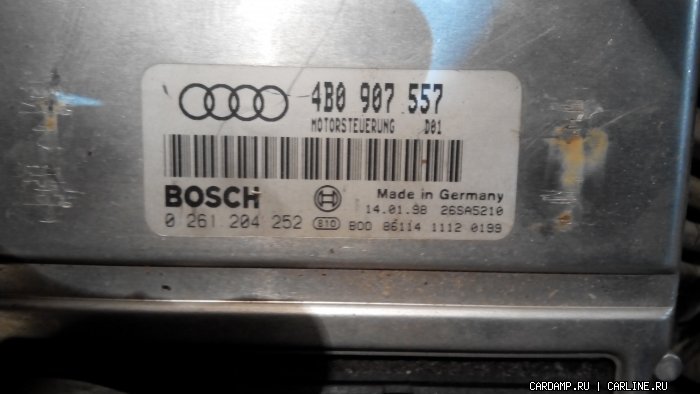 4B0 907 557
MOTORSTEUERUNG D01
BOSCH
Made in Germany
14.01.98 26SA5210
0 261 204 252 810 BOO 86114 1112 0199
CARDAMP.RU | CARLINE.RU